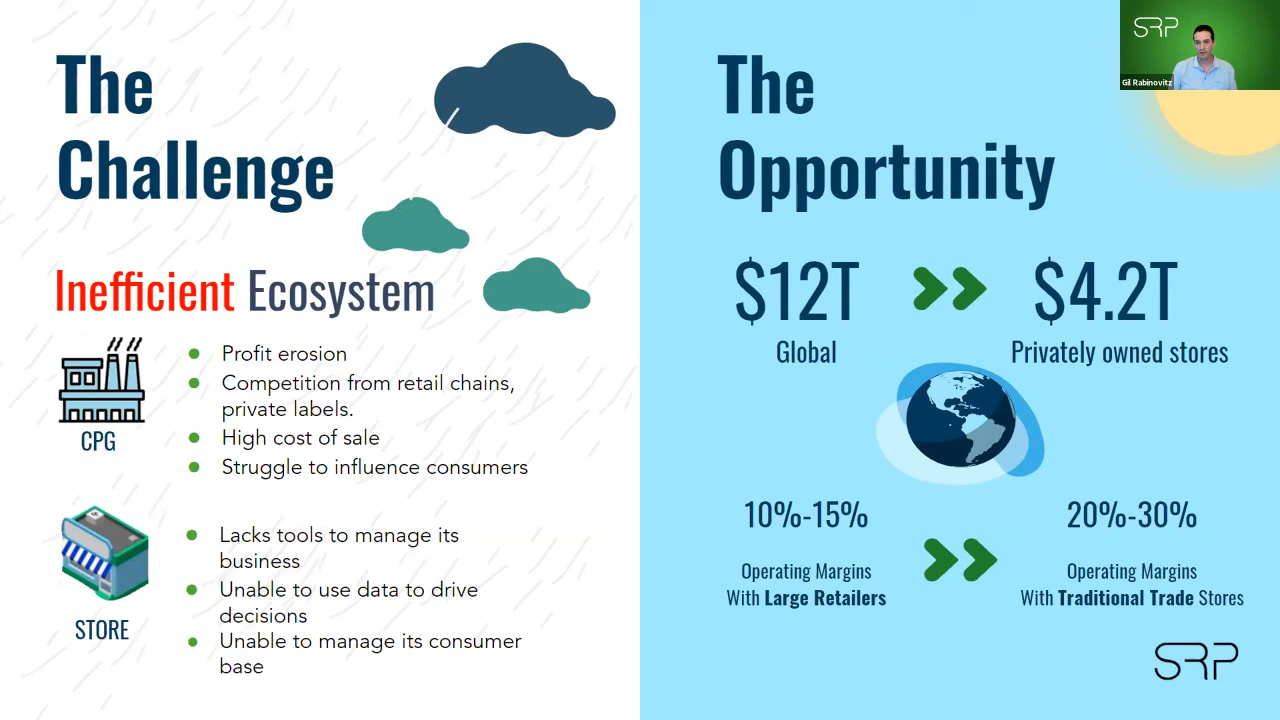 The
Challenge
Inefficient Ecosystem
CPG
Profit erosion
Competition from retail chains,
private labels.
High cost of sale
Struggle to influence consumers
STORE
Lacks tools to manage its
business
Unable to use data to drive
decisions
Unable to manage its consumer
base
The
Opportunity
$12T
Global
$4.2T
Privately owned stores
10%-15%
Operating Margins
With Large Retailers
20%-30%
Operating Margins
With Traditional Trade Stores
SRP
SRP
Gil Rabinovitz